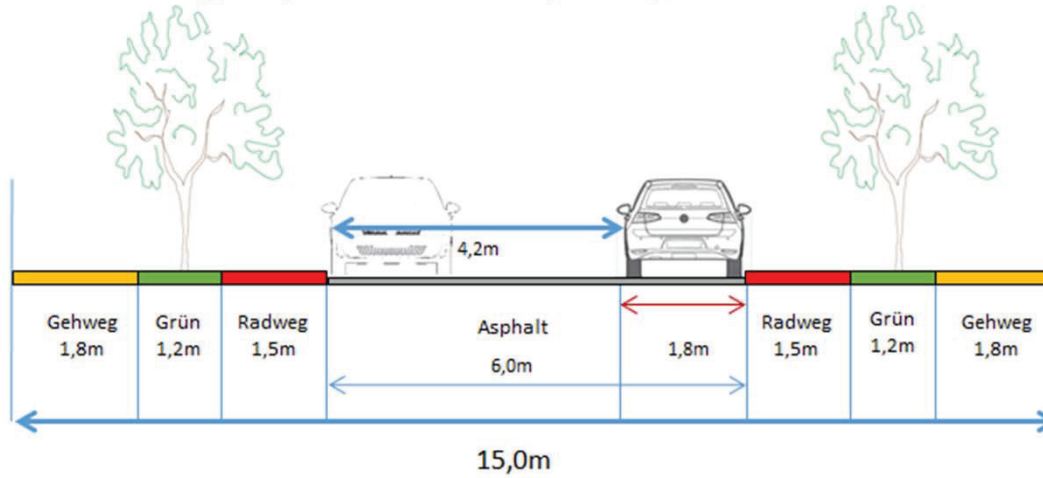 4,2m
Gehweg
1,8m
Grün
1,2m
Radweg
1,5m
Asphalt
6,0m
1,8m
Radweg
1,5m
Grün
1,2m
Gehweg
1,8m
15,0m